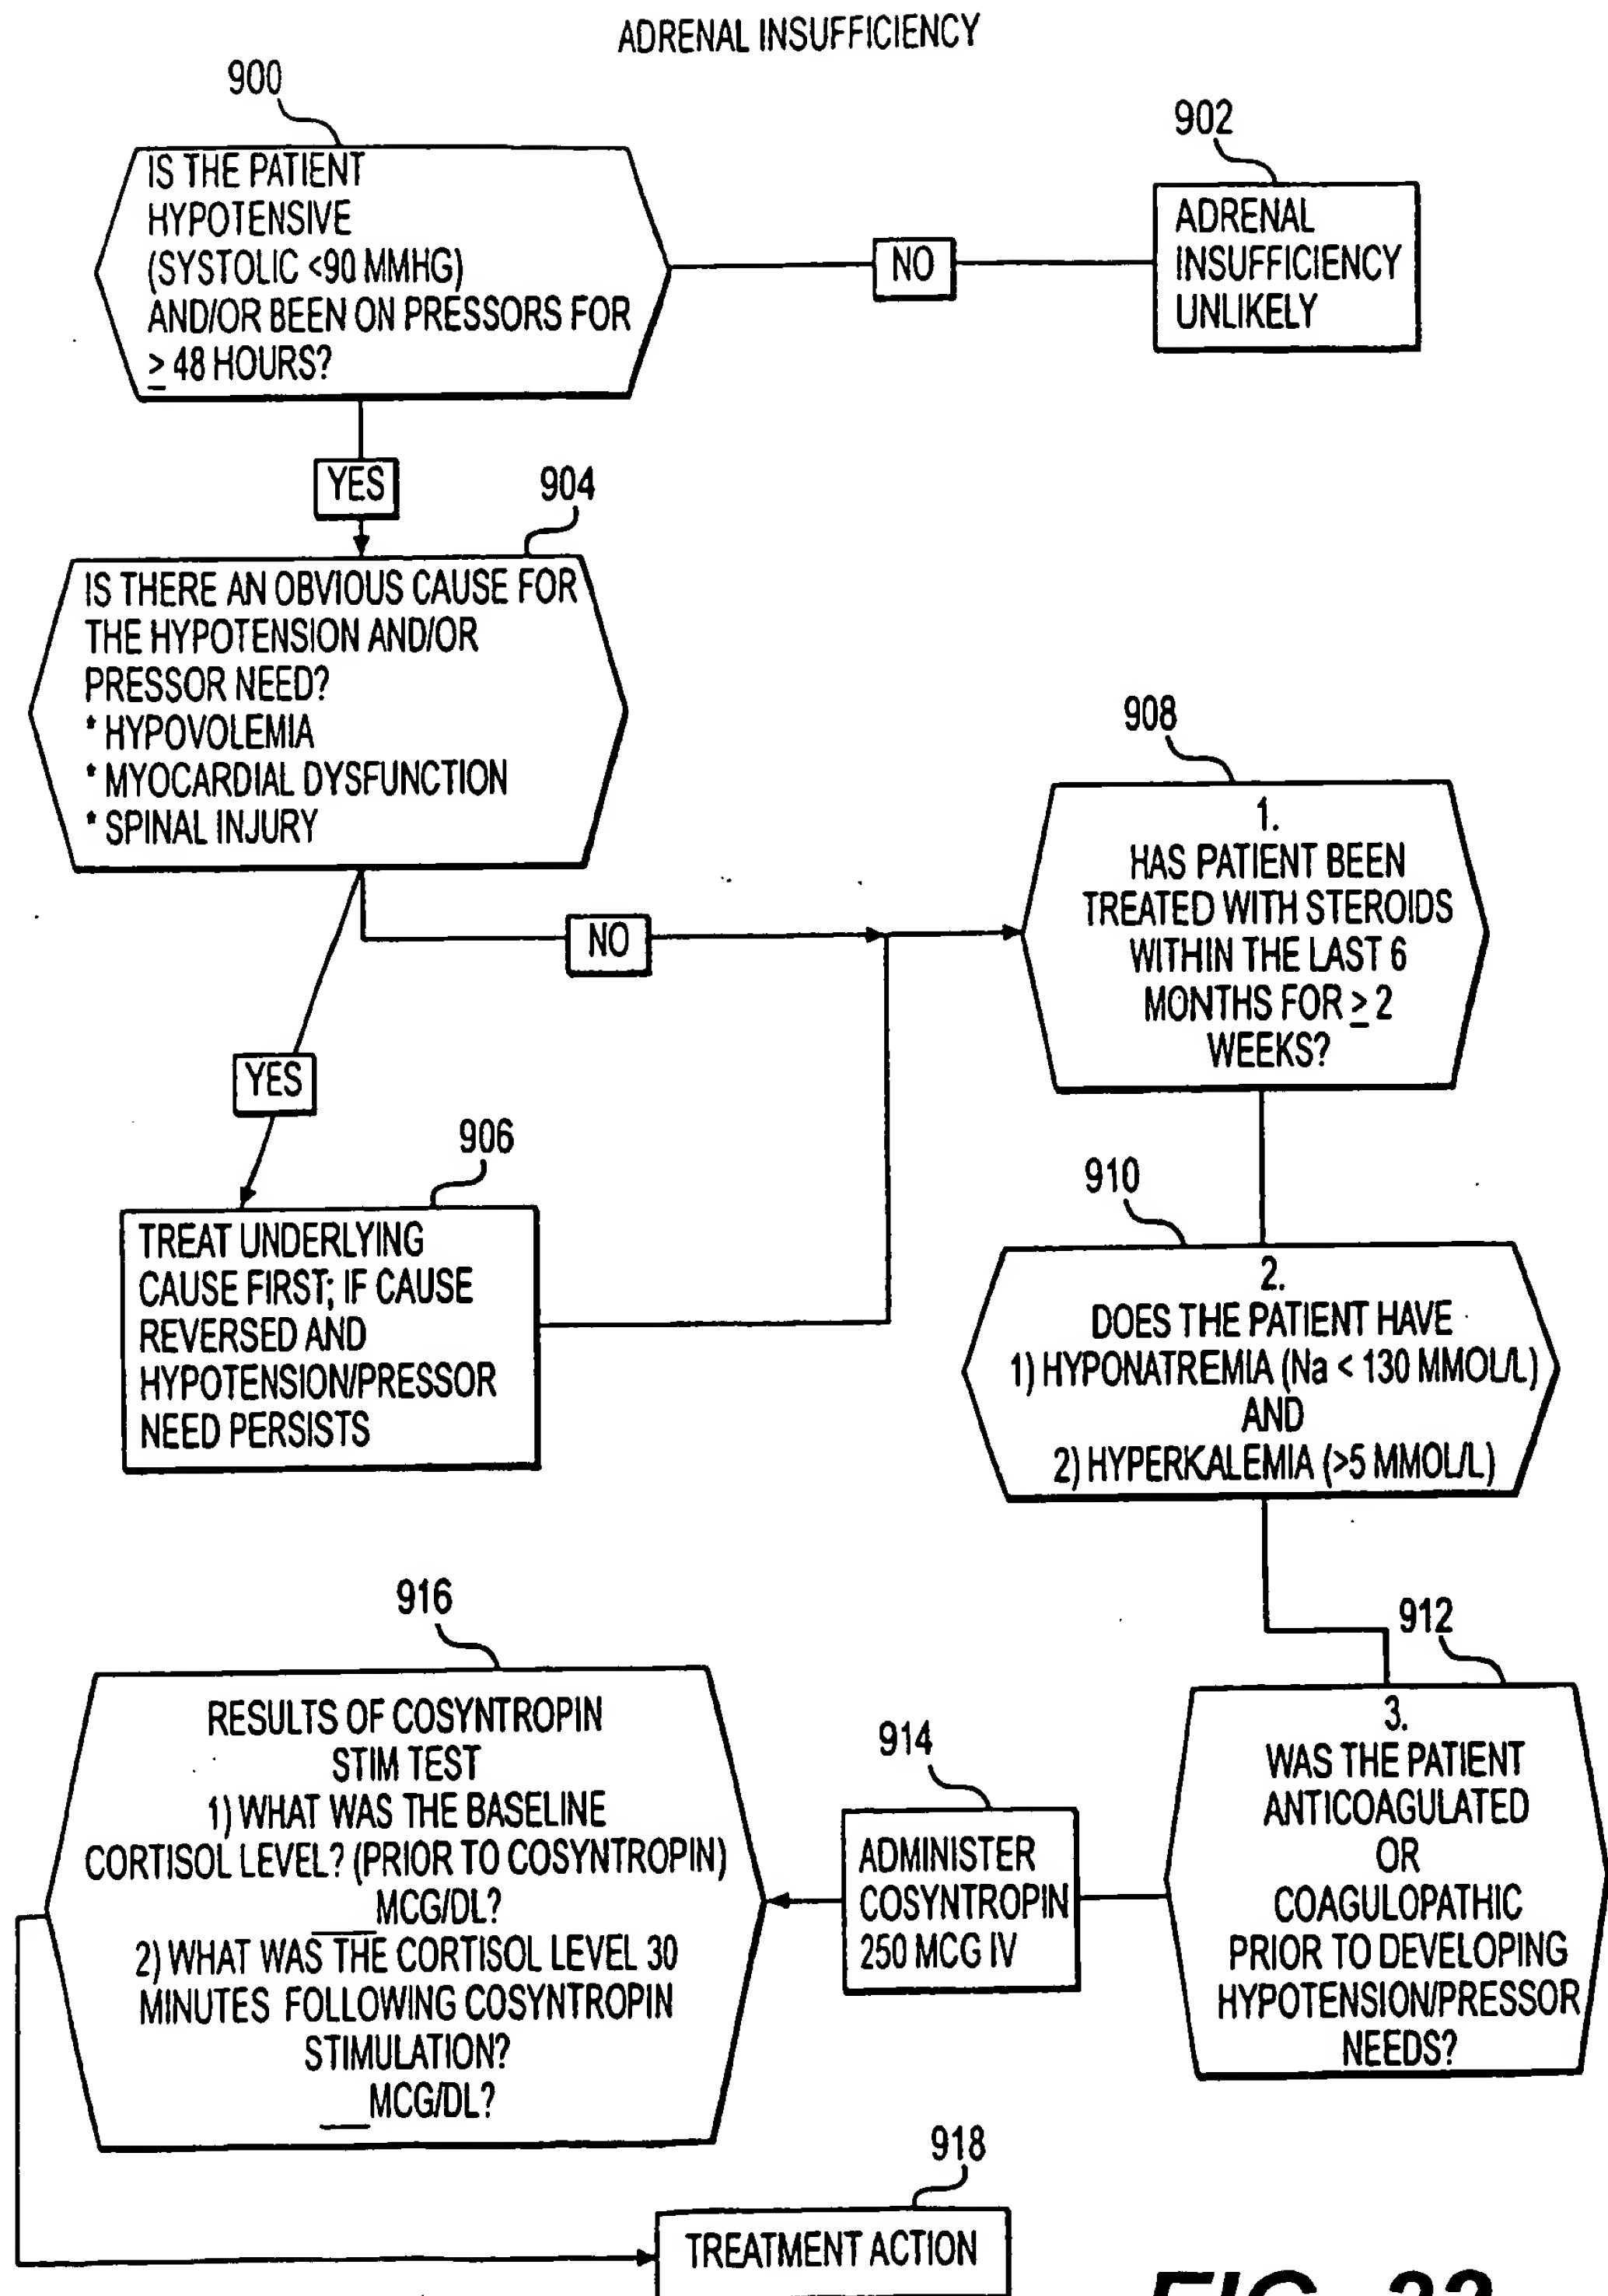 ADRENAL INSUFFICIENCY
900
IS THE PATIENT
HYPOTENSIVE
(SYSTOLIC <90 MMHG)
AND/OR BEEN ON PRESSORS FOR
≥ 48 HOURS?
NO
902
ADRENAL
INSUFFICIENCY
UNLIKELY
YES
904
IS THERE AN OBVIOUS CAUSE FOR
THE HYPOTENSION AND/OR
PRESSOR NEED?
* HYPOVOLEMIA
* MYOCARDIAL DYSFUNCTION
* SPINAL INJURY
NO
YES
906
TREAT UNDERLYING
CAUSE FIRST; IF CAUSE
REVERSED AND
HYPOTENSION/PRESSOR
NEED PERSISTS
908
1.
HAS PATIENT BEEN
TREATED WITH STEROIDS
WITHIN THE LAST 6
MONTHS FOR ≥ 2
WEEKS?
910
2.
DOES THE PATIENT HAVE
1) HYPONATREMIA (Na < 130 MMOL/L)
AND
2) HYPERKALEMIA (>5 MMOL/L)
912
3.
WAS THE PATIENT
ANTICOAGULATED
OR
COAGULOPATHIC
PRIOR TO DEVELOPING
HYPOTENSION/PRESSOR
NEEDS?
914
ADMINISTER
COSYNTROPIN
250 MCG IV
916
RESULTS OF COSYNTROPIN
STIM TEST
1) WHAT WAS THE BASELINE
CORTISOL LEVEL? (PRIOR TO COSYNTROPIN)
___MCG/DL?
2) WHAT WAS THE CORTISOL LEVEL 30
MINUTES FOLLOWING COSYNTROPIN
STIMULATION?
___MCG/DL?
918
TREATMENT ACTION